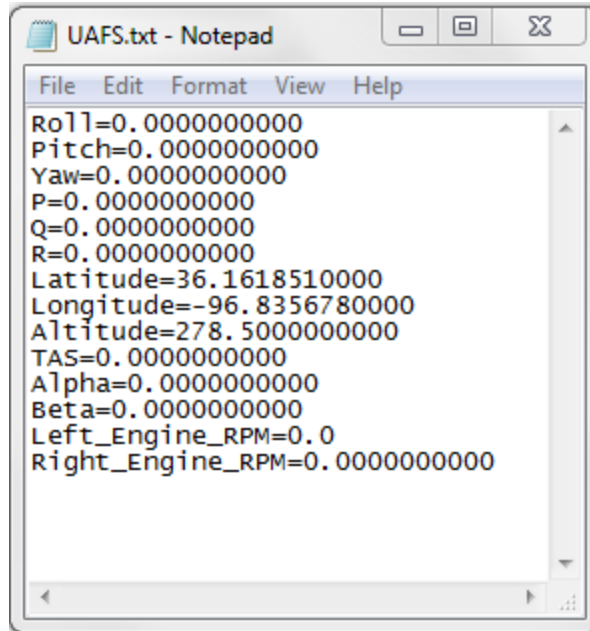 UAFS.txt - Notepad
File Edit Format View Help
Roll=0.0000000000
Pitch=0.0000000000
Yaw=0.0000000000
P=0.0000000000
Q=0.0000000000
R=0.0000000000
Latitude=36.1618510000
Longitude=-96.8356780000
Altitude=278.5000000000
TAS=0.0000000000
Alpha=0.0000000000
Beta=0.0000000000
Left_Engine_RPM=0.0
Right_Engine_RPM=0.0000000000